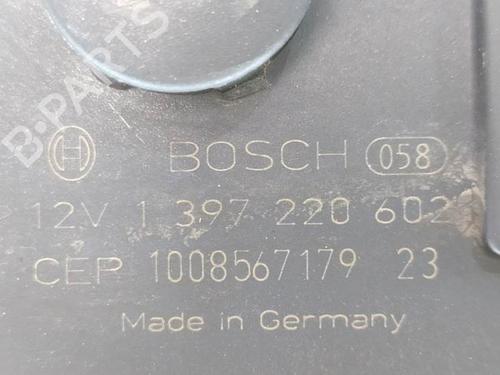 B-PARTS
H BOSCH 058
12V 1 397 220 602
CEP 1008567179 23
Made in Germany